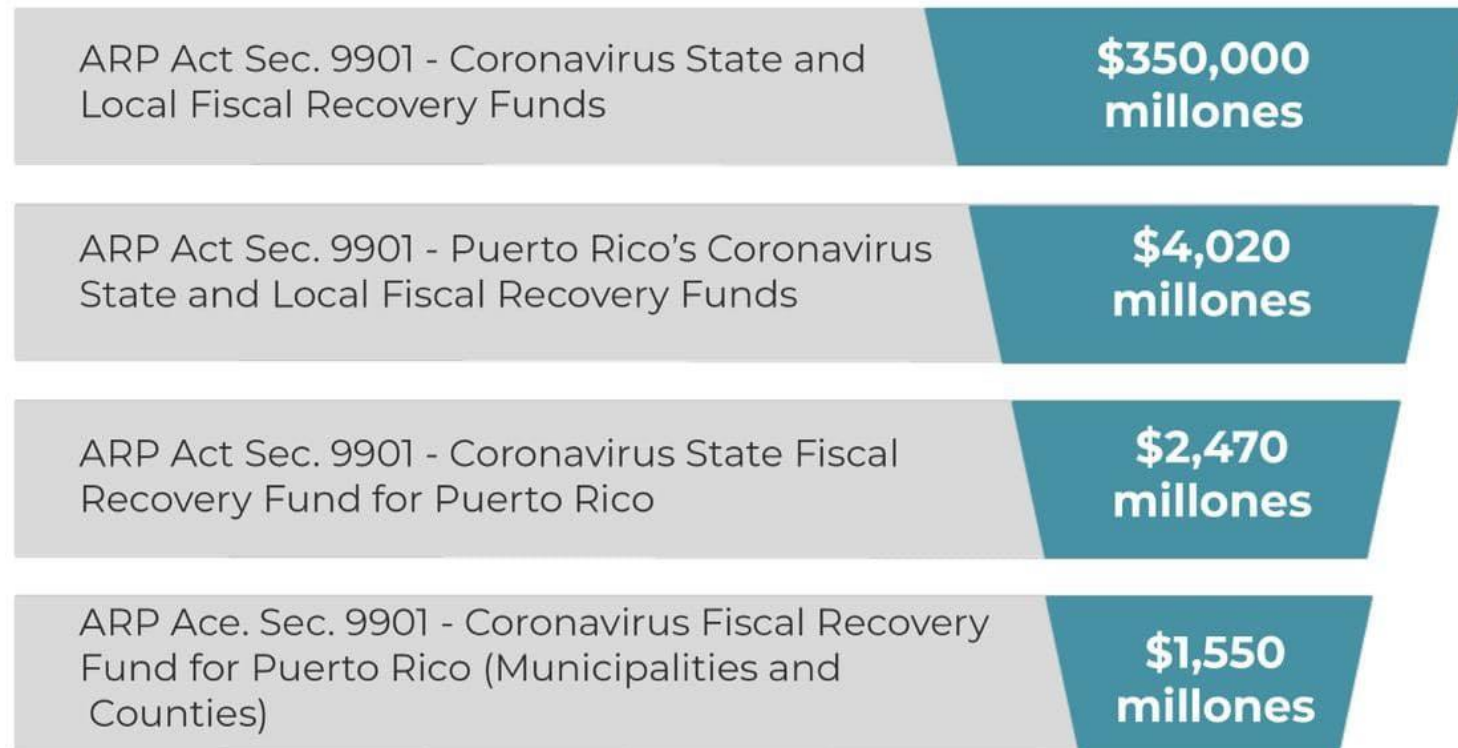 ARP Act Sec. 9901 - Coronavirus State and
Local Fiscal Recovery Funds
$350,000
millones
ARP Act Sec. 9901 - Puerto Rico’s Coronavirus
State and Local Fiscal Recovery Funds
$4,020
millones
ARP Act Sec. 9901 - Coronavirus State Fiscal
Recovery Fund for Puerto Rico
$2,470
millones
ARP Ace. Sec. 9901 - Coronavirus Fiscal Recovery
Fund for Puerto Rico (Municipalities and
Counties)
$1,550
millones